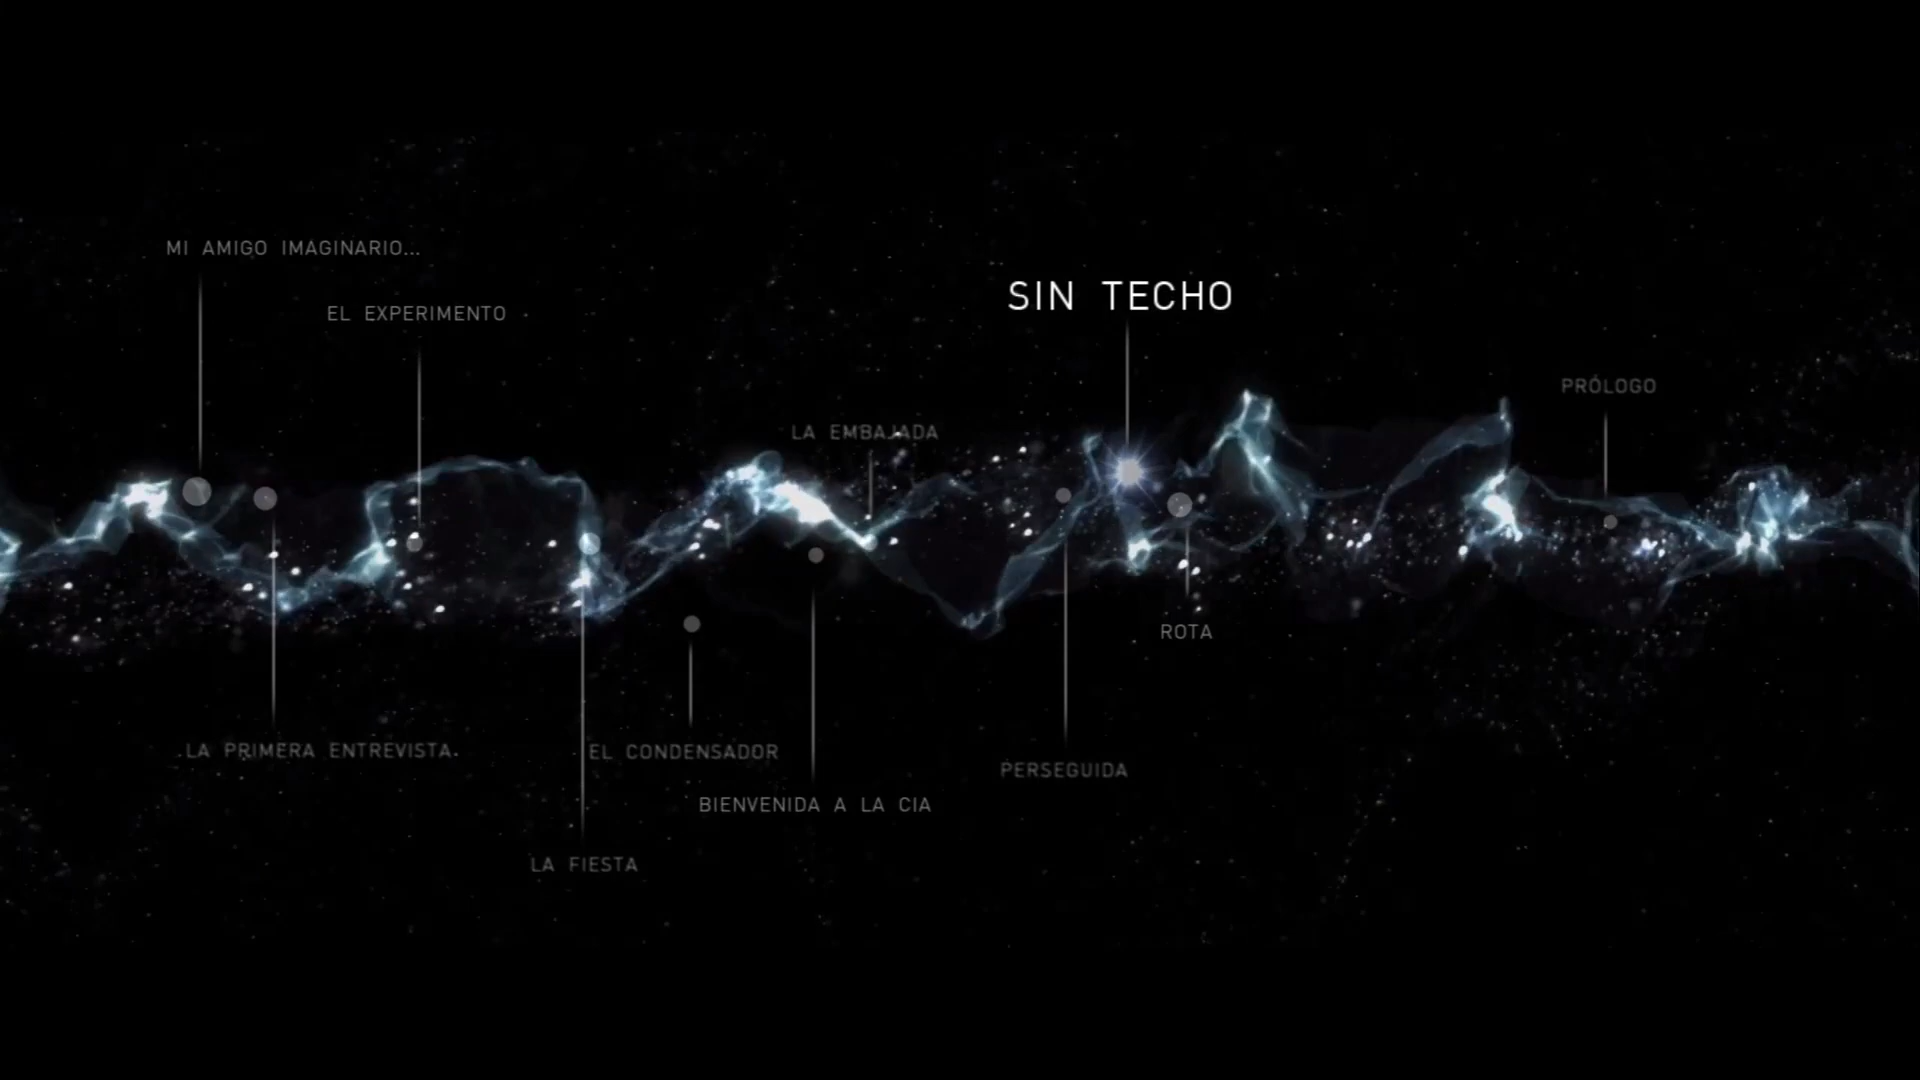 MI AMIGO IMAGINARIO...
EL EXPERIMENTO
SIN TECHO
PRÓLOGO
LA EMBAJADA
ROTA
LA PRIMERA ENTREVISTA
EL CONDENSADOR
PERSEGUIDA
BIENVENIDA A LA CIA
LA FIESTA